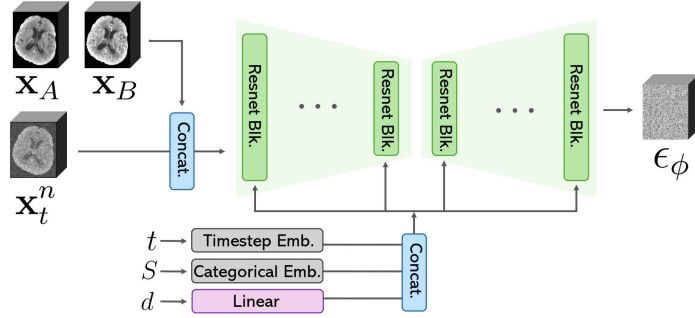 x_A x_B
x_t^n
Concat.
Resnet Blk.
...
Resnet Blk.
Resnet Blk.
...
Resnet Blk.
ϵ_ϕ
t Timestep Emb.
S Categorical Emb.
d Linear
Concat.